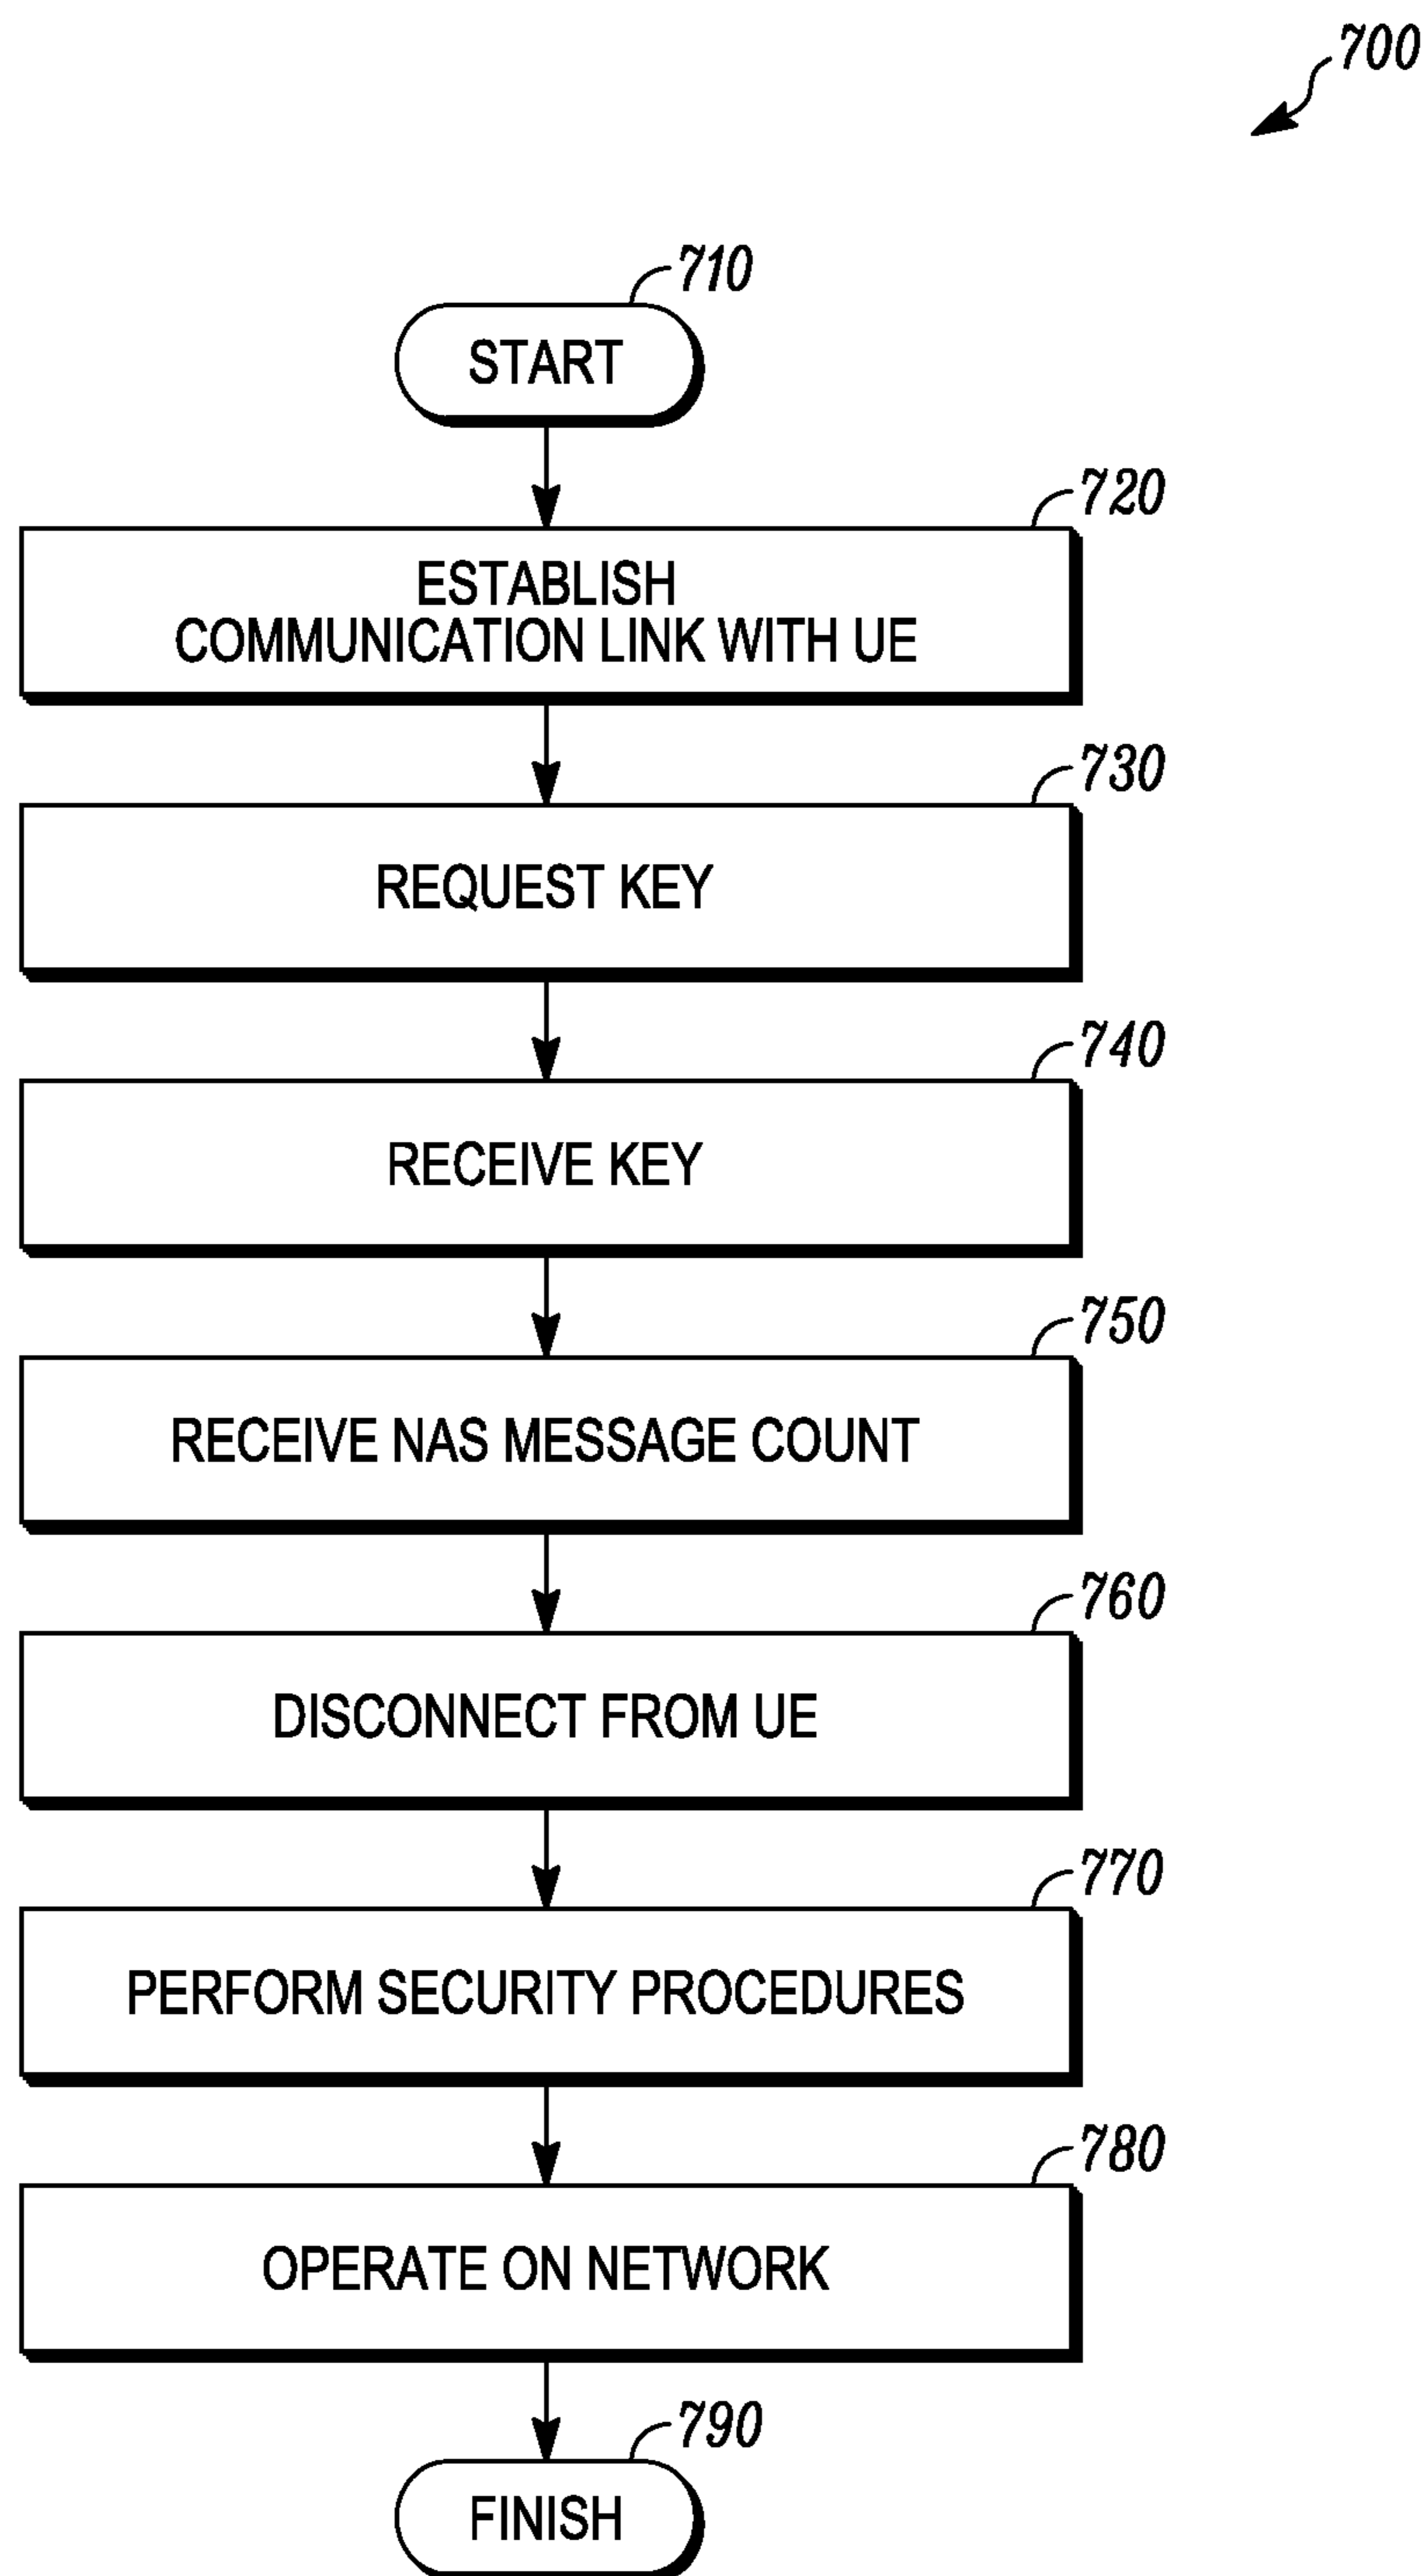 700
710
START
720
ESTABLISH
COMMUNICATION LINK WITH UE
730
REQUEST KEY
740
RECEIVE KEY
750
RECEIVE NAS MESSAGE COUNT
760
DISCONNECT FROM UE
770
PERFORM SECURITY PROCEDURES
780
OPERATE ON NETWORK
790
FINISH